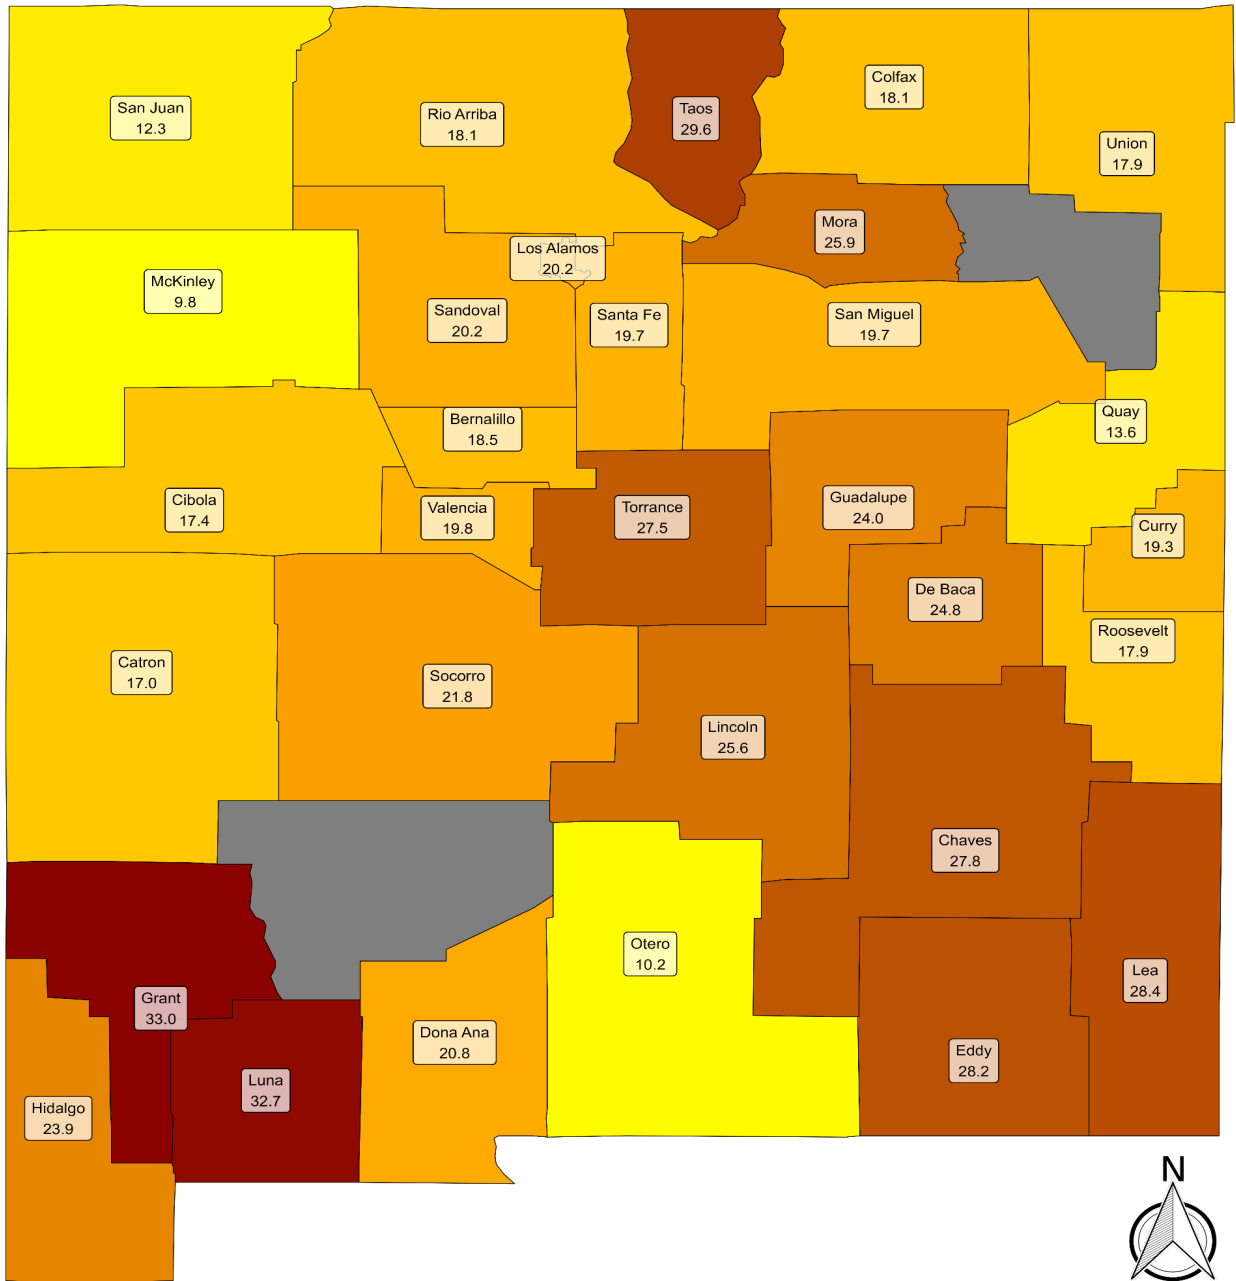 San Juan
12.3
Rio Arriba
18.1
Taos
29.6
Colfax
18.1
Union
17.9
Mora
25.9
Los Alamos
20.2
McKinley
9.8
Sandoval
20.2
Santa Fe
19.7
San Miguel
19.7
Quay
13.6
Bernalillo
18.5
Cibola
17.4
Valencia
19.8
Torrance
27.5
Guadalupe
24.0
Curry
19.3
De Baca
24.8
Roosevelt
17.9
Catron
17.0
Socorro
21.8
Lincoln
25.6
Chaves
27.8
Otero
10.2
Lea
28.4
Grant
33.0
Dona Ana
20.8
Eddy
28.2
Luna
32.7
Hidalgo
23.9
N